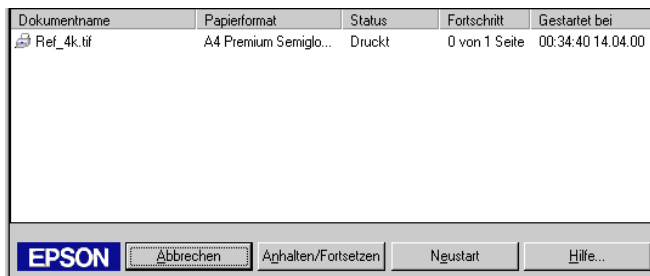 Dokumentname Papierformat Status Fortschritt Gestartet bei
Ref_4k.tif A4 Premium Semiglo... Druckt 0 von 1 Seite 00:34:40 14.04.00
EPSON Abbrechen Anhalten/Fortsetzen Neustart Hilfe...